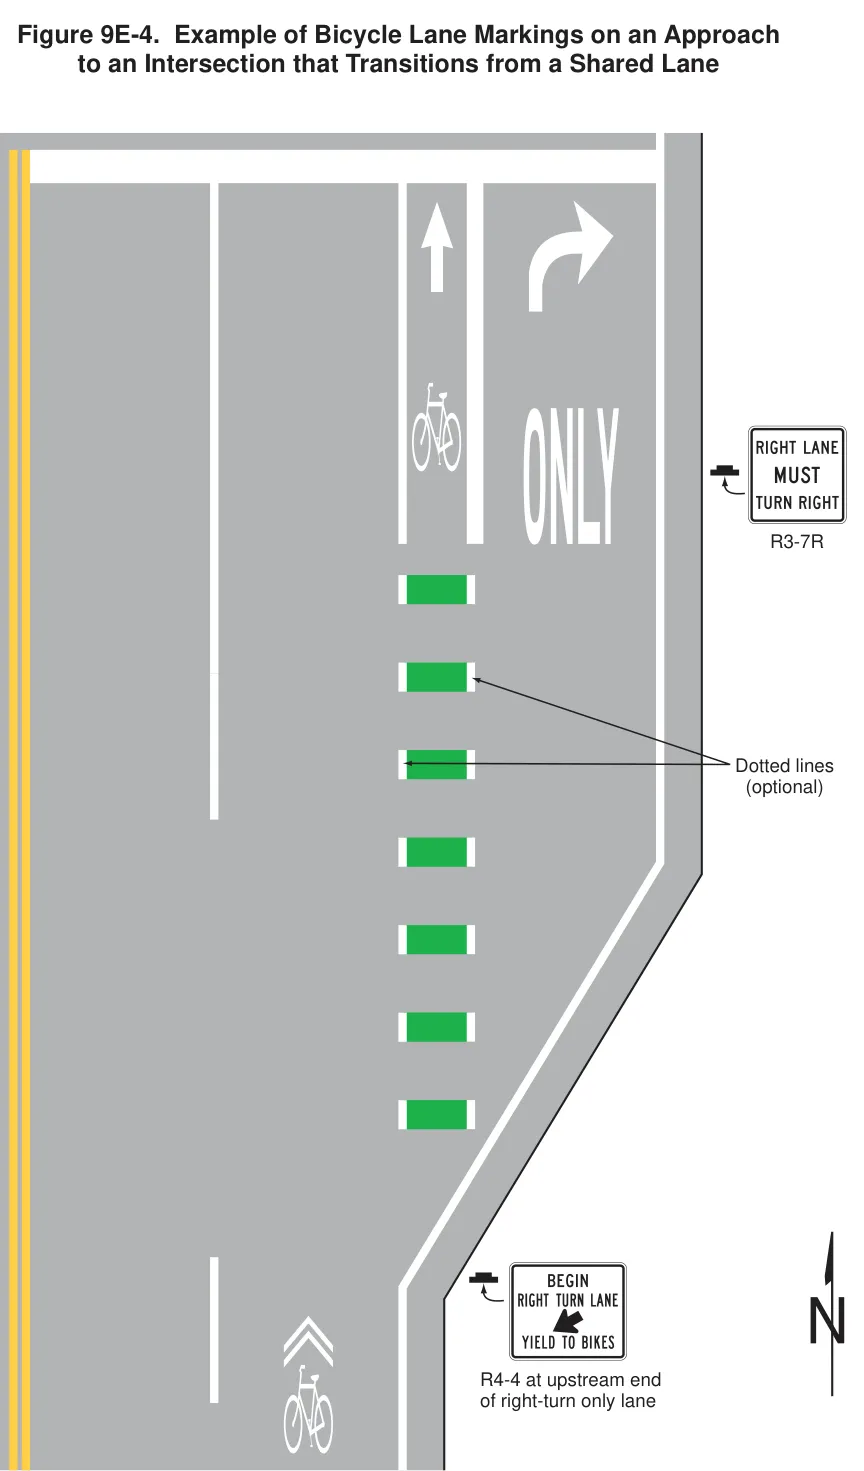 Figure 9E-4.  Example of Bicycle Lane Markings on an Approach
to an Intersection that Transitions from a Shared Lane
ONLY
RIGHT LANE
MUST
TURN RIGHT
R3-7R
Dotted lines
(optional)
BEGIN
RIGHT TURN LANE
YIELD TO BIKES
R4-4 at upstream end
of right-turn only lane
N